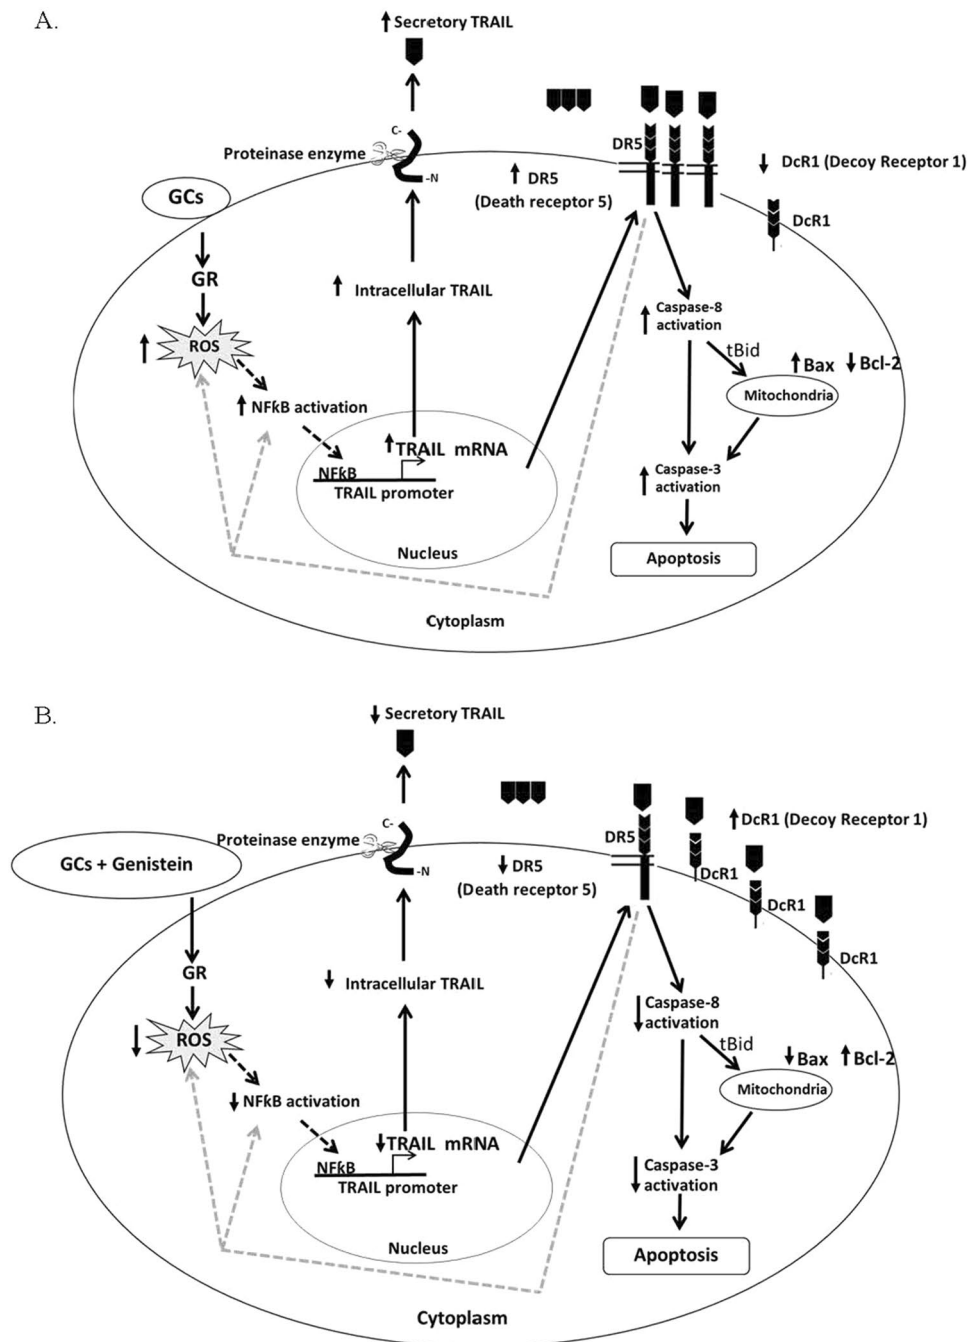 A.
Secretory TRAIL
C-
Proteinase enzyme
-N
DR5
DR5
(Death receptor 5)
DcR1 (Decoy Receptor 1)
DcR1
GCs
GR
ROS
Intracellular TRAIL
Caspase-8
activation
tBid
Bax
Bcl-2
Mitochondria
NFkB activation
TRAIL mRNA
NFkB
TRAIL promoter
Caspase-3
activation
Nucleus
Apoptosis
Cytoplasm
B.
Secretory TRAIL
C-
Proteinase enzyme
-N
DR5
DR5
(Death receptor 5)
DcR1 (Decoy Receptor 1)
DcR1
DcR1
DcR1
GCs + Genistein
GR
ROS
Intracellular TRAIL
Caspase-8
activation
tBid
Bax
Bcl-2
Mitochondria
NFkB activation
TRAIL mRNA
NFkB
TRAIL promoter
Caspase-3
activation
Nucleus
Apoptosis
Cytoplasm